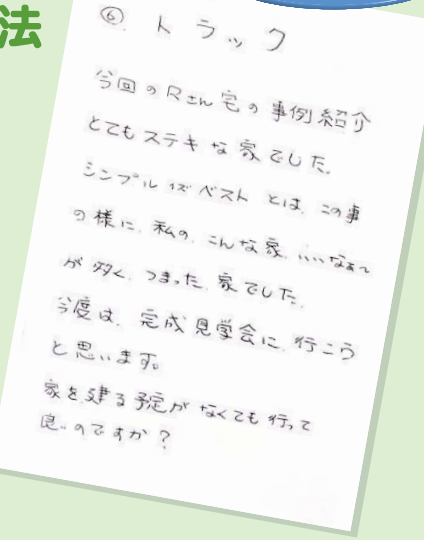 法
⑥. トラック
今回のRさん宅の事例紹介
とてもステキな家でした。
シンプルイズベストとは、この事
の様に、私の、こんな家、いいなぁ〜
が多く、つまった、家でした。
今度は、完成見学会に、行こう
と思います。
家を建る予定がなくても行って
良いのですか？